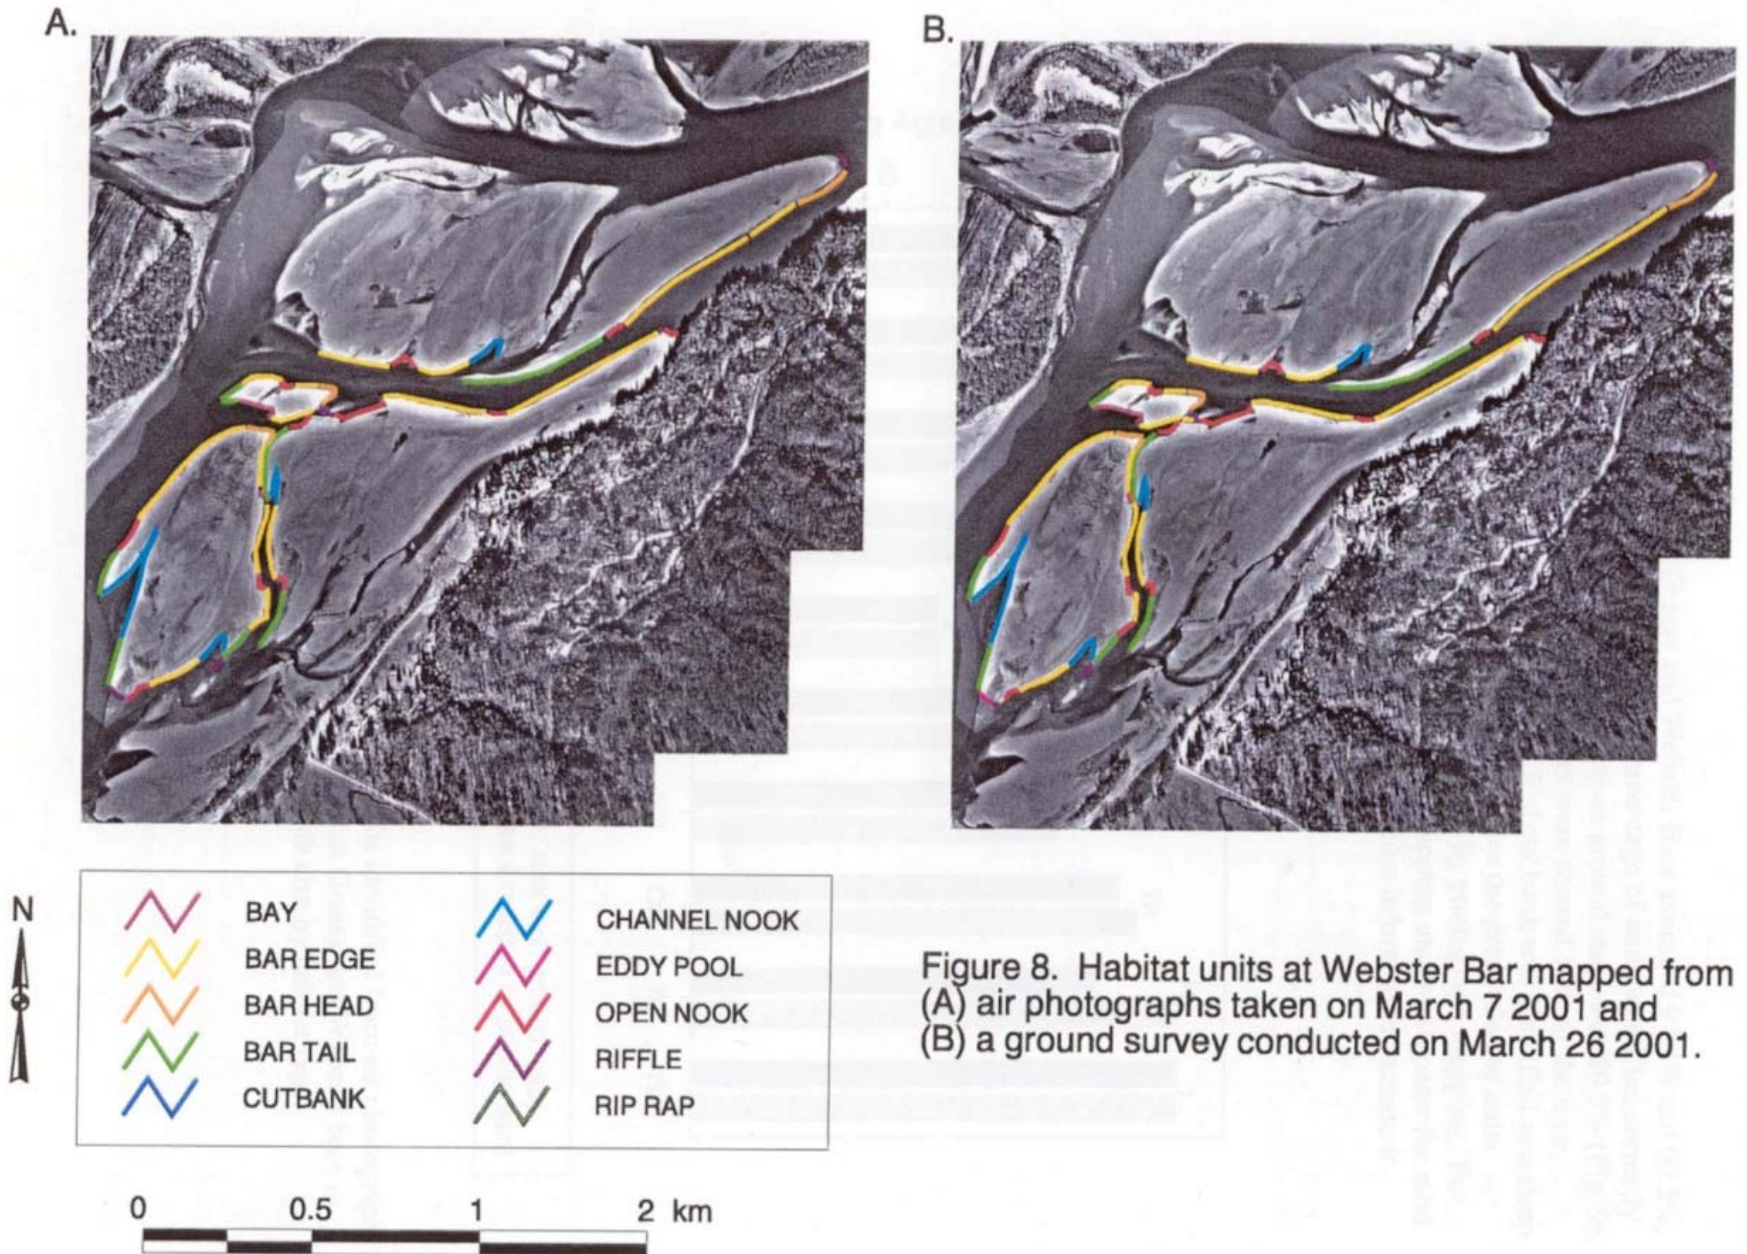 A.
B.
N
BAY
BAR EDGE
BAR HEAD
BAR TAIL
CUTBANK
CHANNEL NOOK
EDDY POOL
OPEN NOOK
RIFFLE
RIP RAP
Figure 8. Habitat units at Webster Bar mapped from
(A) air photographs taken on March 7 2001 and
(B) a ground survey conducted on March 26 2001.
0 0.5 1 2 km